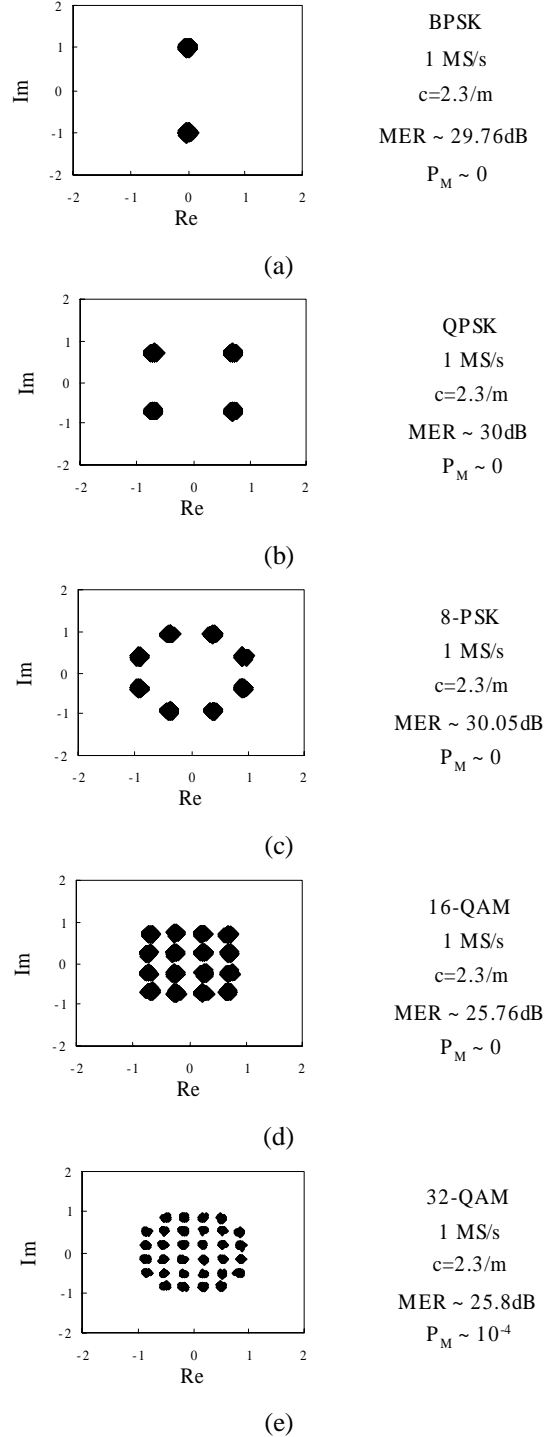 2
1
0
-1
-2
Im
-2 -1 0 1 2
Re
BPSK
1 MS/s
c=2.3/m
MER ~ 29.76dB
P_M ~ 0
(a)
2
1
0
-1
-2
Im
-2 -1 0 1 2
Re
QPSK
1 MS/s
c=2.3/m
MER ~ 30dB
P_M ~ 0
(b)
2
1
0
-1
-2
Im
-2 -1 0 1 2
Re
8-PSK
1 MS/s
c=2.3/m
MER ~ 30.05dB
P_M ~ 0
(c)
2
1
0
-1
-2
Im
-2 -1 0 1 2
Re
16-QAM
1 MS/s
c=2.3/m
MER ~ 25.76dB
P_M ~ 0
(d)
2
1
0
-1
-2
Im
-2 -1 0 1 2
Re
32-QAM
1 MS/s
c=2.3/m
MER ~ 25.8dB
P_M ~ 10^-4
(e)